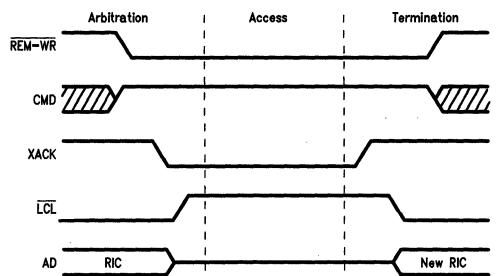 Arbitration Access Termination
REM-WR
CMD
XACK
LCL
AD RIC New RIC